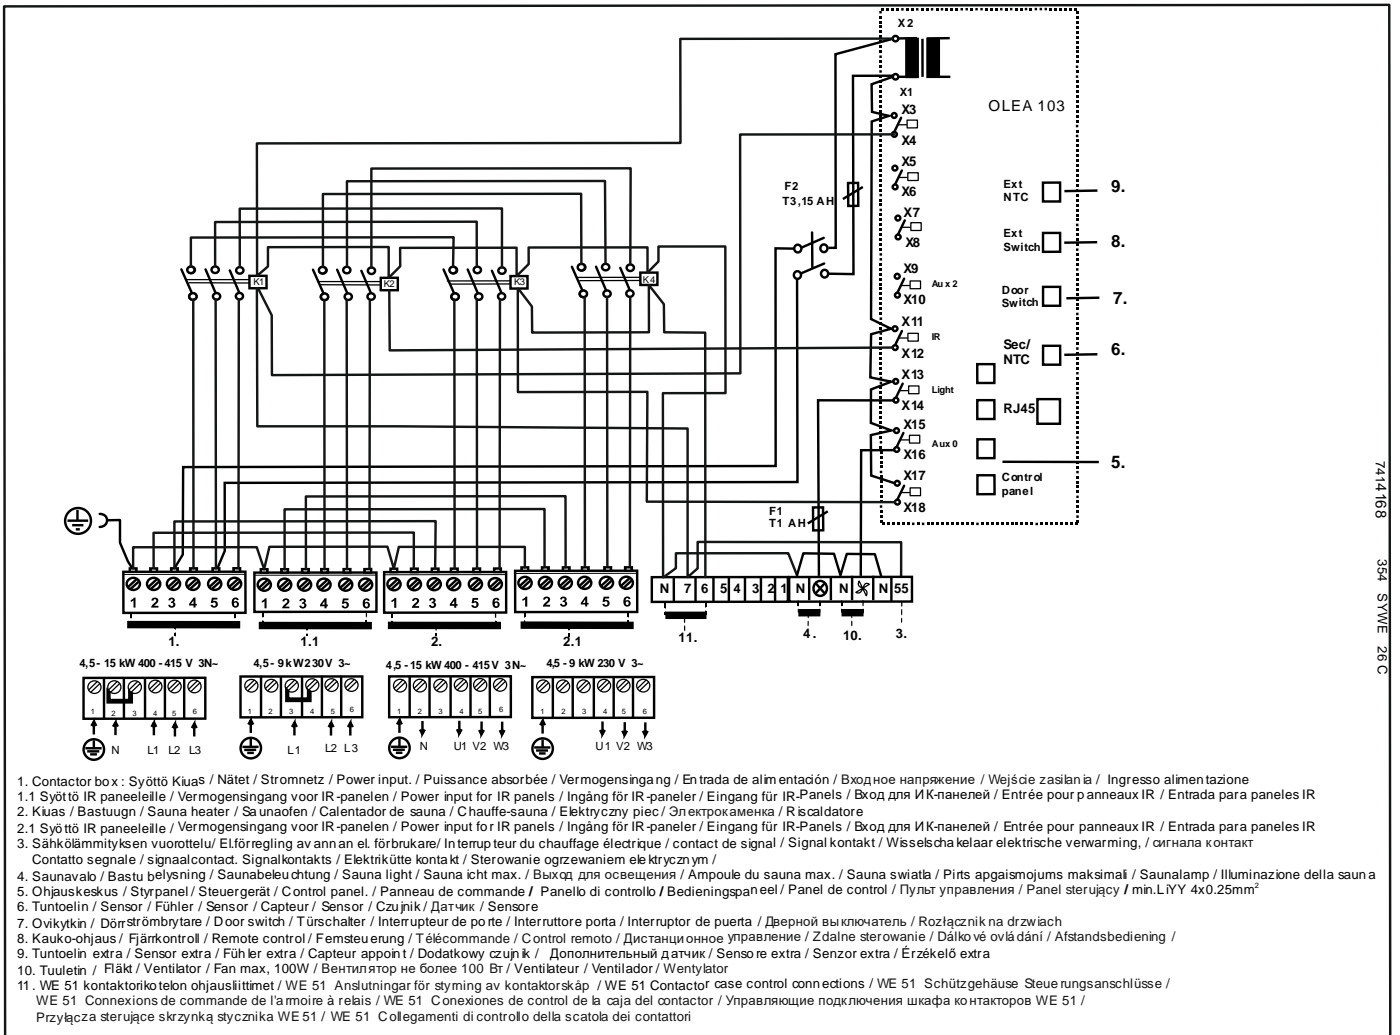 X2
X1
OLEA 103
X3
X4
X5
X6
X7
X8
X9
Aux 2
X10
X11
IR
X12
X13
Light
X14
X15
Aux 0
X16
X17
X18
Ext
NTC
9.
Ext
Switch
8.
Door
Switch
7.
Sec/
NTC
6.
RJ45
5.
Control
panel
F2
T3,15 AH
K1
K2
K3
K4
F1
T1 AH
1 2 3 4 5 6
1 2 3 4 5 6
1 2 3 4 5 6
1 2 3 4 5 6
N 7 6 5 4 3 2 1 N N N 55
1.
1.1
2.
2.1
11.
4.
10.
3.
4,5 - 15 kW 400 - 415 V 3N~
4,5 - 9 kW 230 V 3~
4,5 - 15 kW 400 - 415 V 3N~
4,5 - 9 kW 230 V 3~
1 2 3 4 5 6
1 2 3 4 5 6
1 2 3 4 5 6
1 2 3 4 5 6
N L1 L2 L3
L1 L2 L3
N U1 V2 W3
U1 V2 W3
7414168 354 SYWE 26 C
1. Contactor box : Syöttö Kiuas / Nätet / Stromnetz / Power input. / Puissance absorbée / Vermogensingang / Entrada de alimentación / Входное напряжение / Wejście zasilania / Ingresso alimentazione
1.1 Syöttö IR paneeleille / Vermogensingang voor IR-panelen / Power input for IR panels / Ingång för IR-paneler / Eingang für IR-Panels / Вход для ИК-панелей / Entrée pour panneaux IR / Entrada para paneles IR
2. Kiuas / Bastuugn / Sauna heater / Saunaofen / Calentador de sauna / Chauffe-sauna / Elektryczny piec / Электрокаменка / Riscaldatore
2.1 Syöttö IR paneeleille / Vermogensingang voor IR-panelen / Power input for IR panels / Ingång för IR-paneler / Eingang für IR-Panels / Вход для ИК-панелей / Entrée pour panneaux IR / Entrada para paneles IR
3. Sähkölämmityksen vuorottelu/ El.förregling av annan el. förbrukare/ Interrupteur du chauffage électrique / contact de signal / Signal kontakt / Wisselschakelaar elektrische verwarming, / сигнала контакт
Contatto segnale / signaalcontact. Signalkontakts / Elektrikütte kontakt / Sterowanie ogrzewaniem elektrycznym /
4. Saunavalo / Bastu belysning / Saunabeleuchtung / Sauna light / Sauna icht max. / Выход для освещения / Ampoule du sauna max. / Sauna swiatla / Pirts apgaismojums maksimali / Saunalamp / Illuminazione della sauna
5. Ohjauskeskus / Styrpanel / Steuergerät / Control panel. / Panneau de commande / Panello di controllo / Bedieningspaneel / Panel de control / Пульт управления / Panel sterujący / min.LiYY 4x0.25mm²
6. Tuntoelin / Sensor / Fühler / Sensor / Capteur / Sensor / Czujnik / Датчик / Sensore
7. Ovikytkin / Dörrströmbrytare / Door switch / Türschalter / Interrupteur de porte / Interruttore porta / Interruptor de puerta / Дверной выключатель / Rozłącznik na drzwiach
8. Kauko-ohjaus / Fjärrkontroll / Remote control / Fernsteuerung / Télécommande / Control remoto / Дистанционное управление / Zdalne sterowanie / Dálkové ovládání / Afstandsbediening /
9. Tuntoelin extra / Sensor extra / Fühler extra / Capteur appoint / Dodatkowy czujnik / Дополнительный датчик / Sensore extra / Senzor extra / Érzékelő extra
10. Tuuletin / Fläkt / Ventilator / Fan max, 100W / Вентилятор не более 100 Вт / Ventilateur / Ventilador / Wentylator
11. WE 51 kontaktorikotelon ohjausliittimet / WE 51 Anslutningar för styrning av kontaktorskåp / WE 51 Contactor case control connections / WE 51 Schützgehäuse Steuerungsanschlüsse /
WE 51 Connexions de commande de l'armoire à relais / WE 51 Conexiones de control de la caja del contactor / Управляющие подключения шкафа контакторов WE 51 /
Przyłącza sterujące skrzynką stycznika WE 51 / WE 51 Collegamenti di controllo della scatola dei contattori